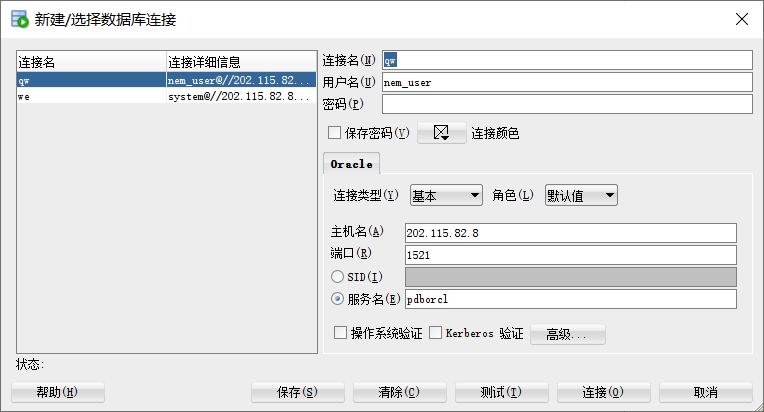 新建/选择数据库连接
连接名 连接详细信息
qw nem_user@//202.115.82...
we system@//202.115.82.8...
连接名(N) qw
用户名(U) nem_user
密码(P)
保存密码(V) 连接颜色
Oracle
连接类型(Y) 基本 角色(L) 默认值
主机名(A) 202.115.82.8
端口(R) 1521
SID(I)
服务名(E) pdborcl
操作系统验证 Kerberos 验证 高级...
状态:
帮助(H) 保存(S) 清除(C) 测试(T) 连接(O) 取消